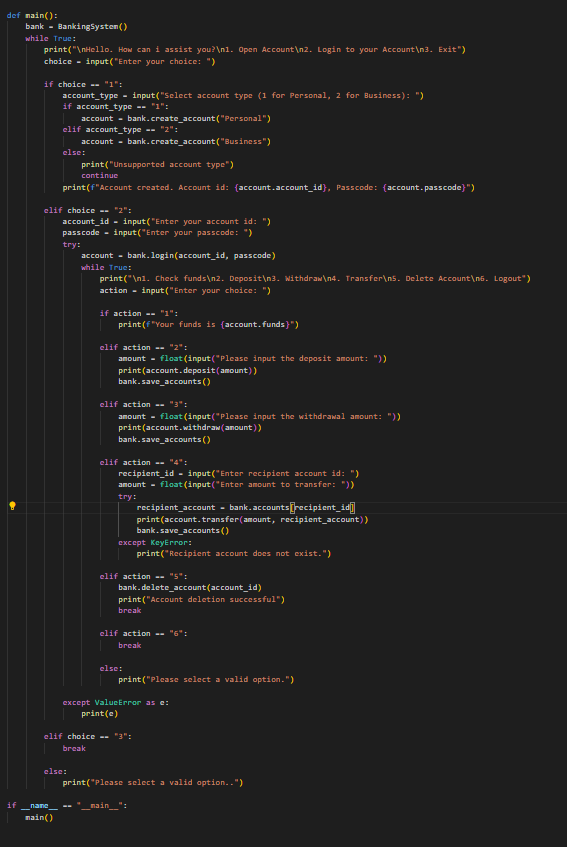 def main():
    bank = BankingSystem()
    while True:
        print("\nHello. How can i assist you?\n1. Open Account\n2. Login to your Account\n3. Exit")
        choice = input("Enter your choice: ")

        if choice == "1":
            account_type = input("Select account type (1 for Personal, 2 for Business): ")
            if account_type == "1":
                account = bank.create_account("Personal")
            elif account_type == "2":
                account = bank.create_account("Business")
            else:
                print("Unsupported account type")
                continue
            print(f"Account created. Account id: {account.account_id}, Passcode: {account.passcode}")

        elif choice == "2":
            account_id = input("Enter your account id: ")
            passcode = input("Enter your passcode: ")
            try:
                account = bank.login(account_id, passcode)
                while True:
                    print("\n1. Check funds\n2. Deposit\n3. Withdraw\n4. Transfer\n5. Delete Account\n6. Logout")
                    action = input("Enter your choice: ")

                    if action == "1":
                        print(f"Your funds is {account.funds}")

                    elif action == "2":
                        amount = float(input("Please input the deposit amount: "))
                        print(account.deposit(amount))
                        bank.save_accounts()

                    elif action == "3":
                        amount = float(input("Please input the withdrawal amount: "))
                        print(account.withdraw(amount))
                        bank.save_accounts()

                    elif action == "4":
                        recipient_id = input("Enter recipient account id: ")
                        amount = float(input("Enter amount to transfer: "))
                        try:
                            recipient_account = bank.accounts[recipient_id]
                            print(account.transfer(amount, recipient_account))
                            bank.save_accounts()
                        except KeyError:
                            print("Recipient account does not exist.")

                    elif action == "5":
                        bank.delete_account(account_id)
                        print("Account deletion successful")
                        break

                    elif action == "6":
                        break

                    else:
                        print("Please select a valid option.")

            except ValueError as e:
                print(e)

        elif choice == "3":
            break

        else:
            print("Please select a valid option..")

if __name__ == "__main__":
    main()